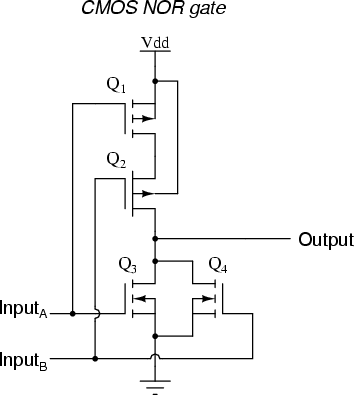 CMOS NOR gate
Vdd
Q1
Q2
Output
Q3 Q4
InputA
InputB